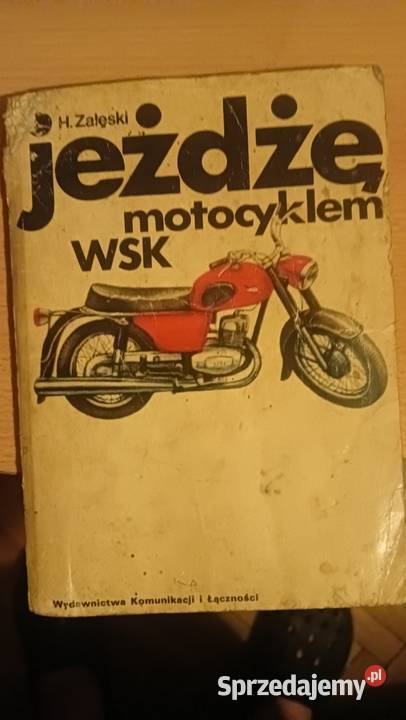 H. Załęski
jeżdżę
motocyklem
WSK
Wydawnictwa Komunikacji i Łączności
Sprzedajemy.pl